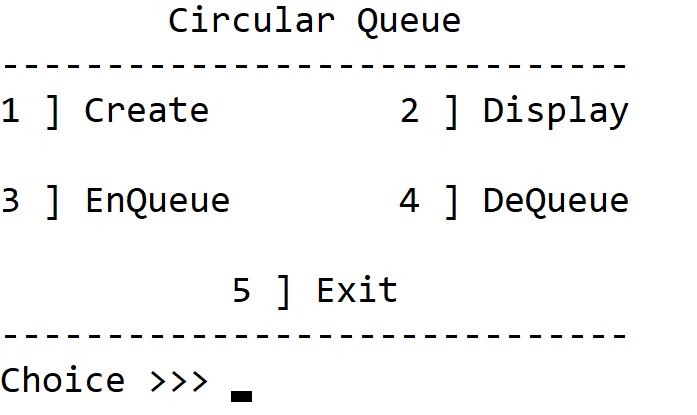 Circular Queue
------------------------------
1 ] Create         2 ] Display
3 ] EnQueue        4 ] DeQueue
5 ] Exit
------------------------------
Choice >>> _